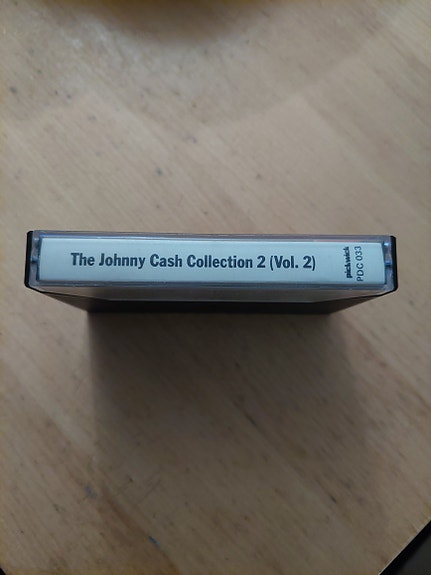 The Johnny Cash Collection 2 (Vol. 2)
pickwick
PDC 033